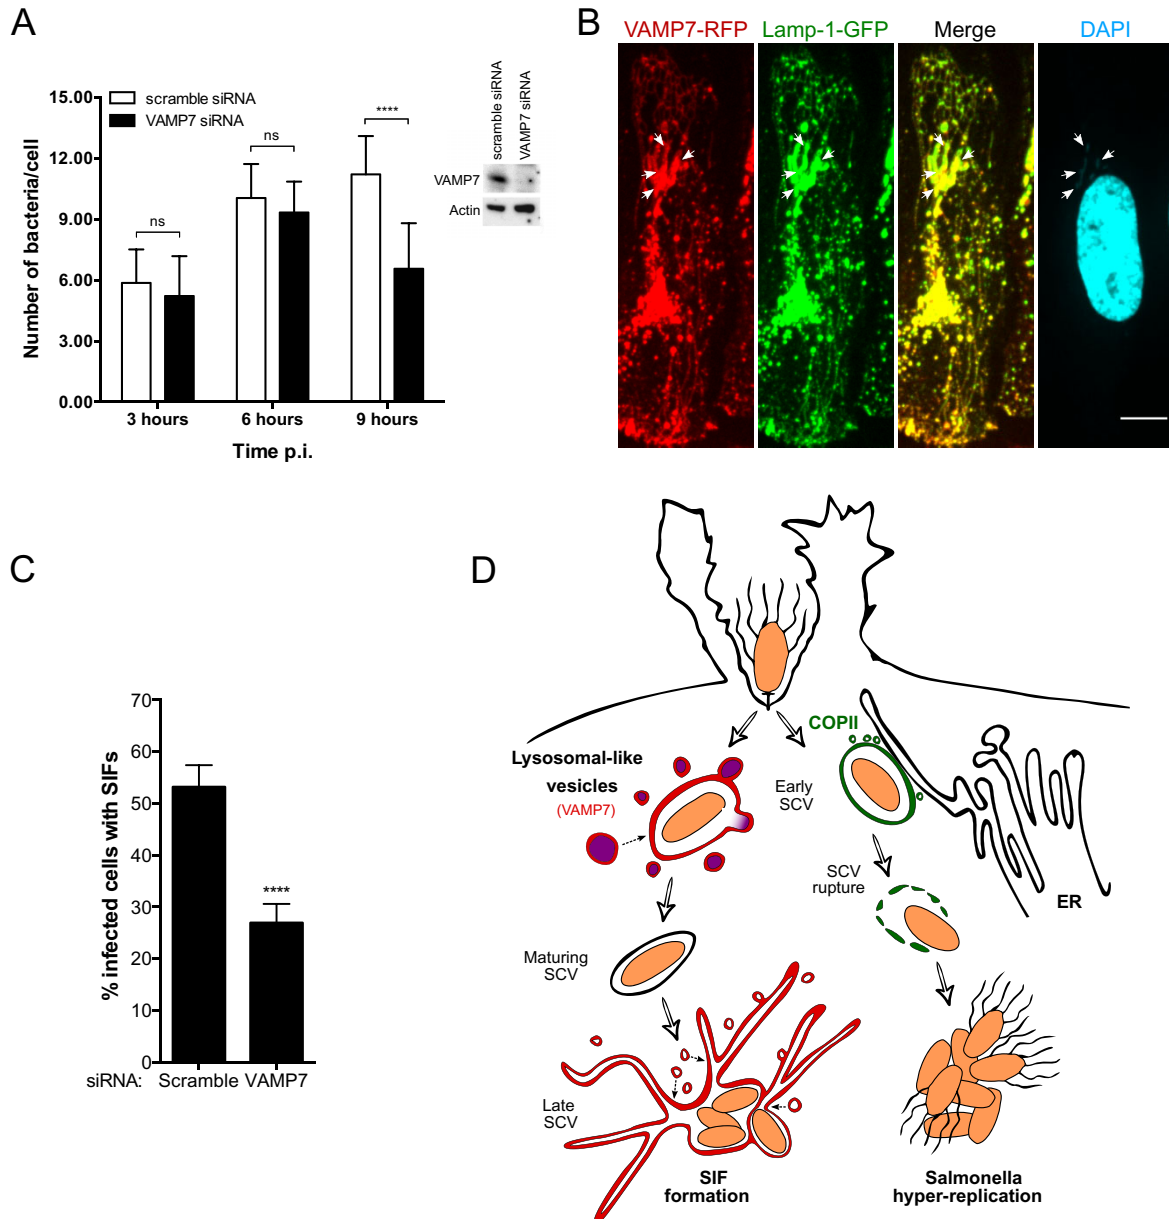 A
15.00
12.00
9.00
6.00
3.00
0.00
Number of bacteria/cell
scramble siRNA
VAMP7 siRNA
ns
ns
****
3 hours
6 hours
9 hours
Time p.i.
scramble siRNA
VAMP7 siRNA
VAMP7
Actin
B
VAMP7-RFP
Lamp-1-GFP
Merge
DAPI
C
70
60
50
40
30
20
10
0
% infected cells with SIFs
****
siRNA:
Scramble
VAMP7
D
COPII
Lysosomal-like
vesicles
(VAMP7)
Early
SCV
SCV
rupture
ER
Maturing
SCV
Late
SCV
SIF
formation
Salmonella
hyper-replication